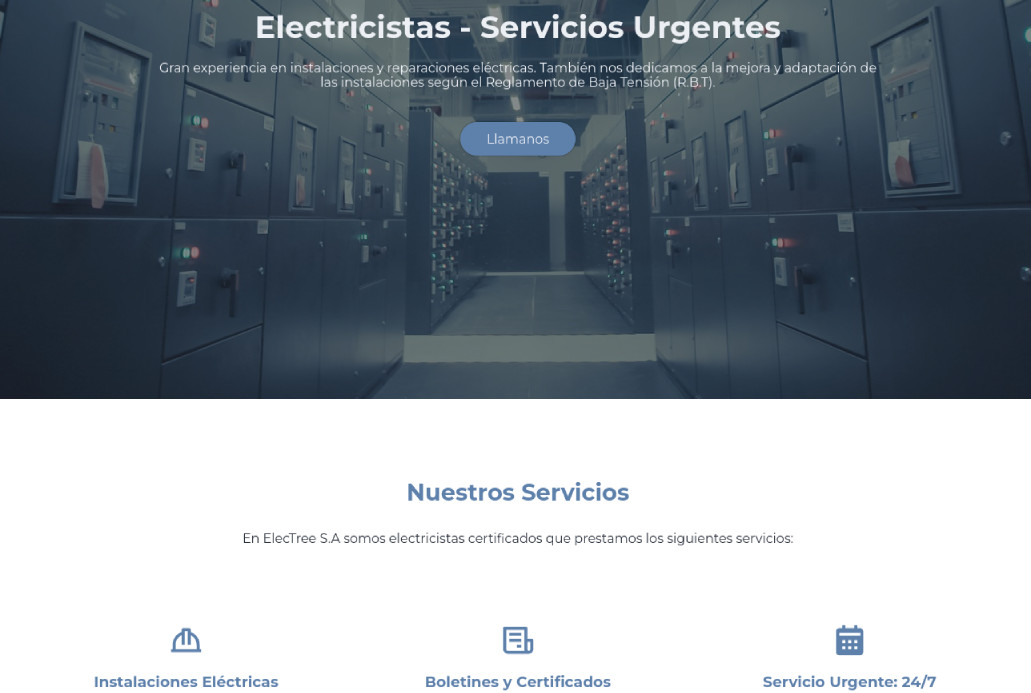 Electricistas - Servicios Urgentes
Gran experiencia en instalaciones y reparaciones eléctricas. También nos dedicamos a la mejora y adaptación de
las instalaciones según el Reglamento de Baja Tensión (R.B.T).
Llamanos
Nuestros Servicios
En ElecTree S.A somos electricistas certificados que prestamos los siguientes servicios:
Instalaciones Eléctricas
Boletines y Certificados
Servicio Urgente: 24/7